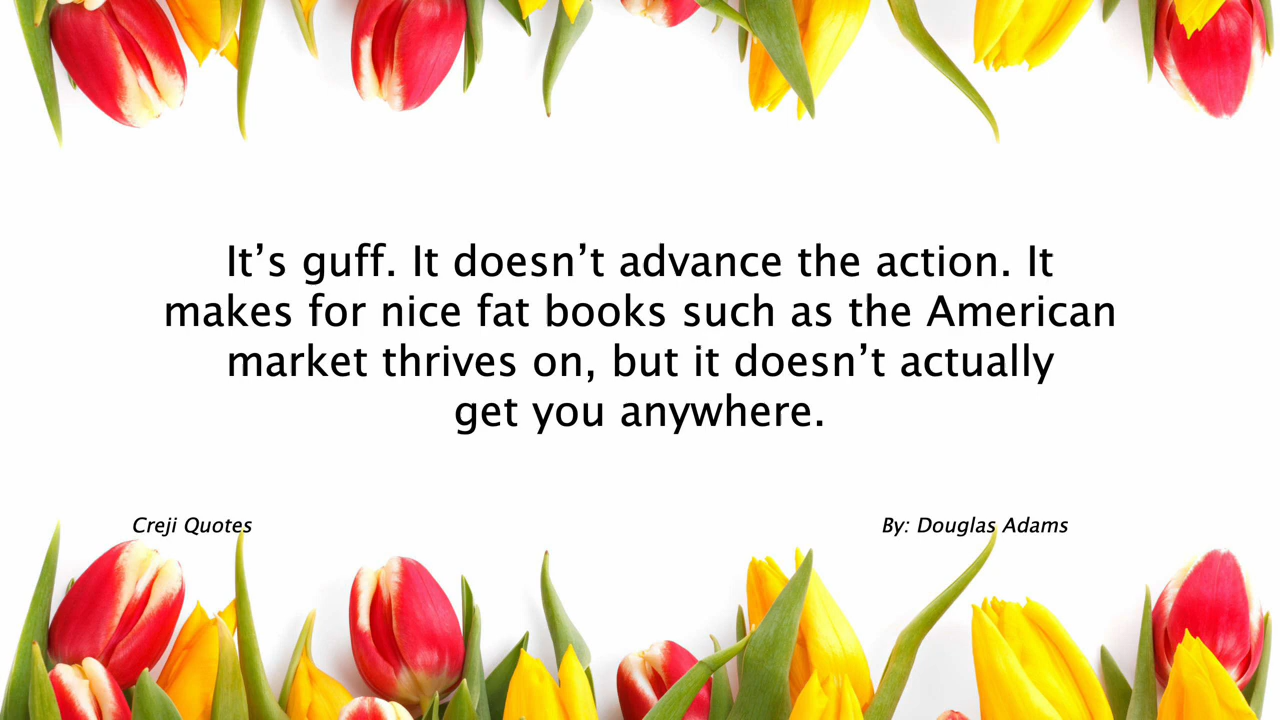 It’s guff. It doesn’t advance the action. It
makes for nice fat books such as the American
market thrives on, but it doesn’t actually
get you anywhere.
Creji Quotes
By: Douglas Adams